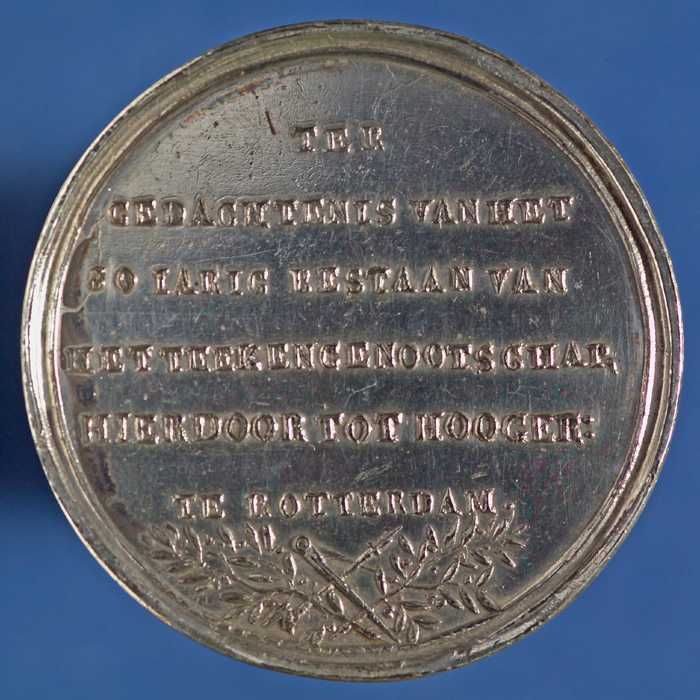 TER
GEDACHTENIS VAN HET
50 IARIG BESTAAN VAN
HET TEEKENGENOOTSCHAP,
HIERDOOR TOT HOOGER:
TE ROTTERDAM.